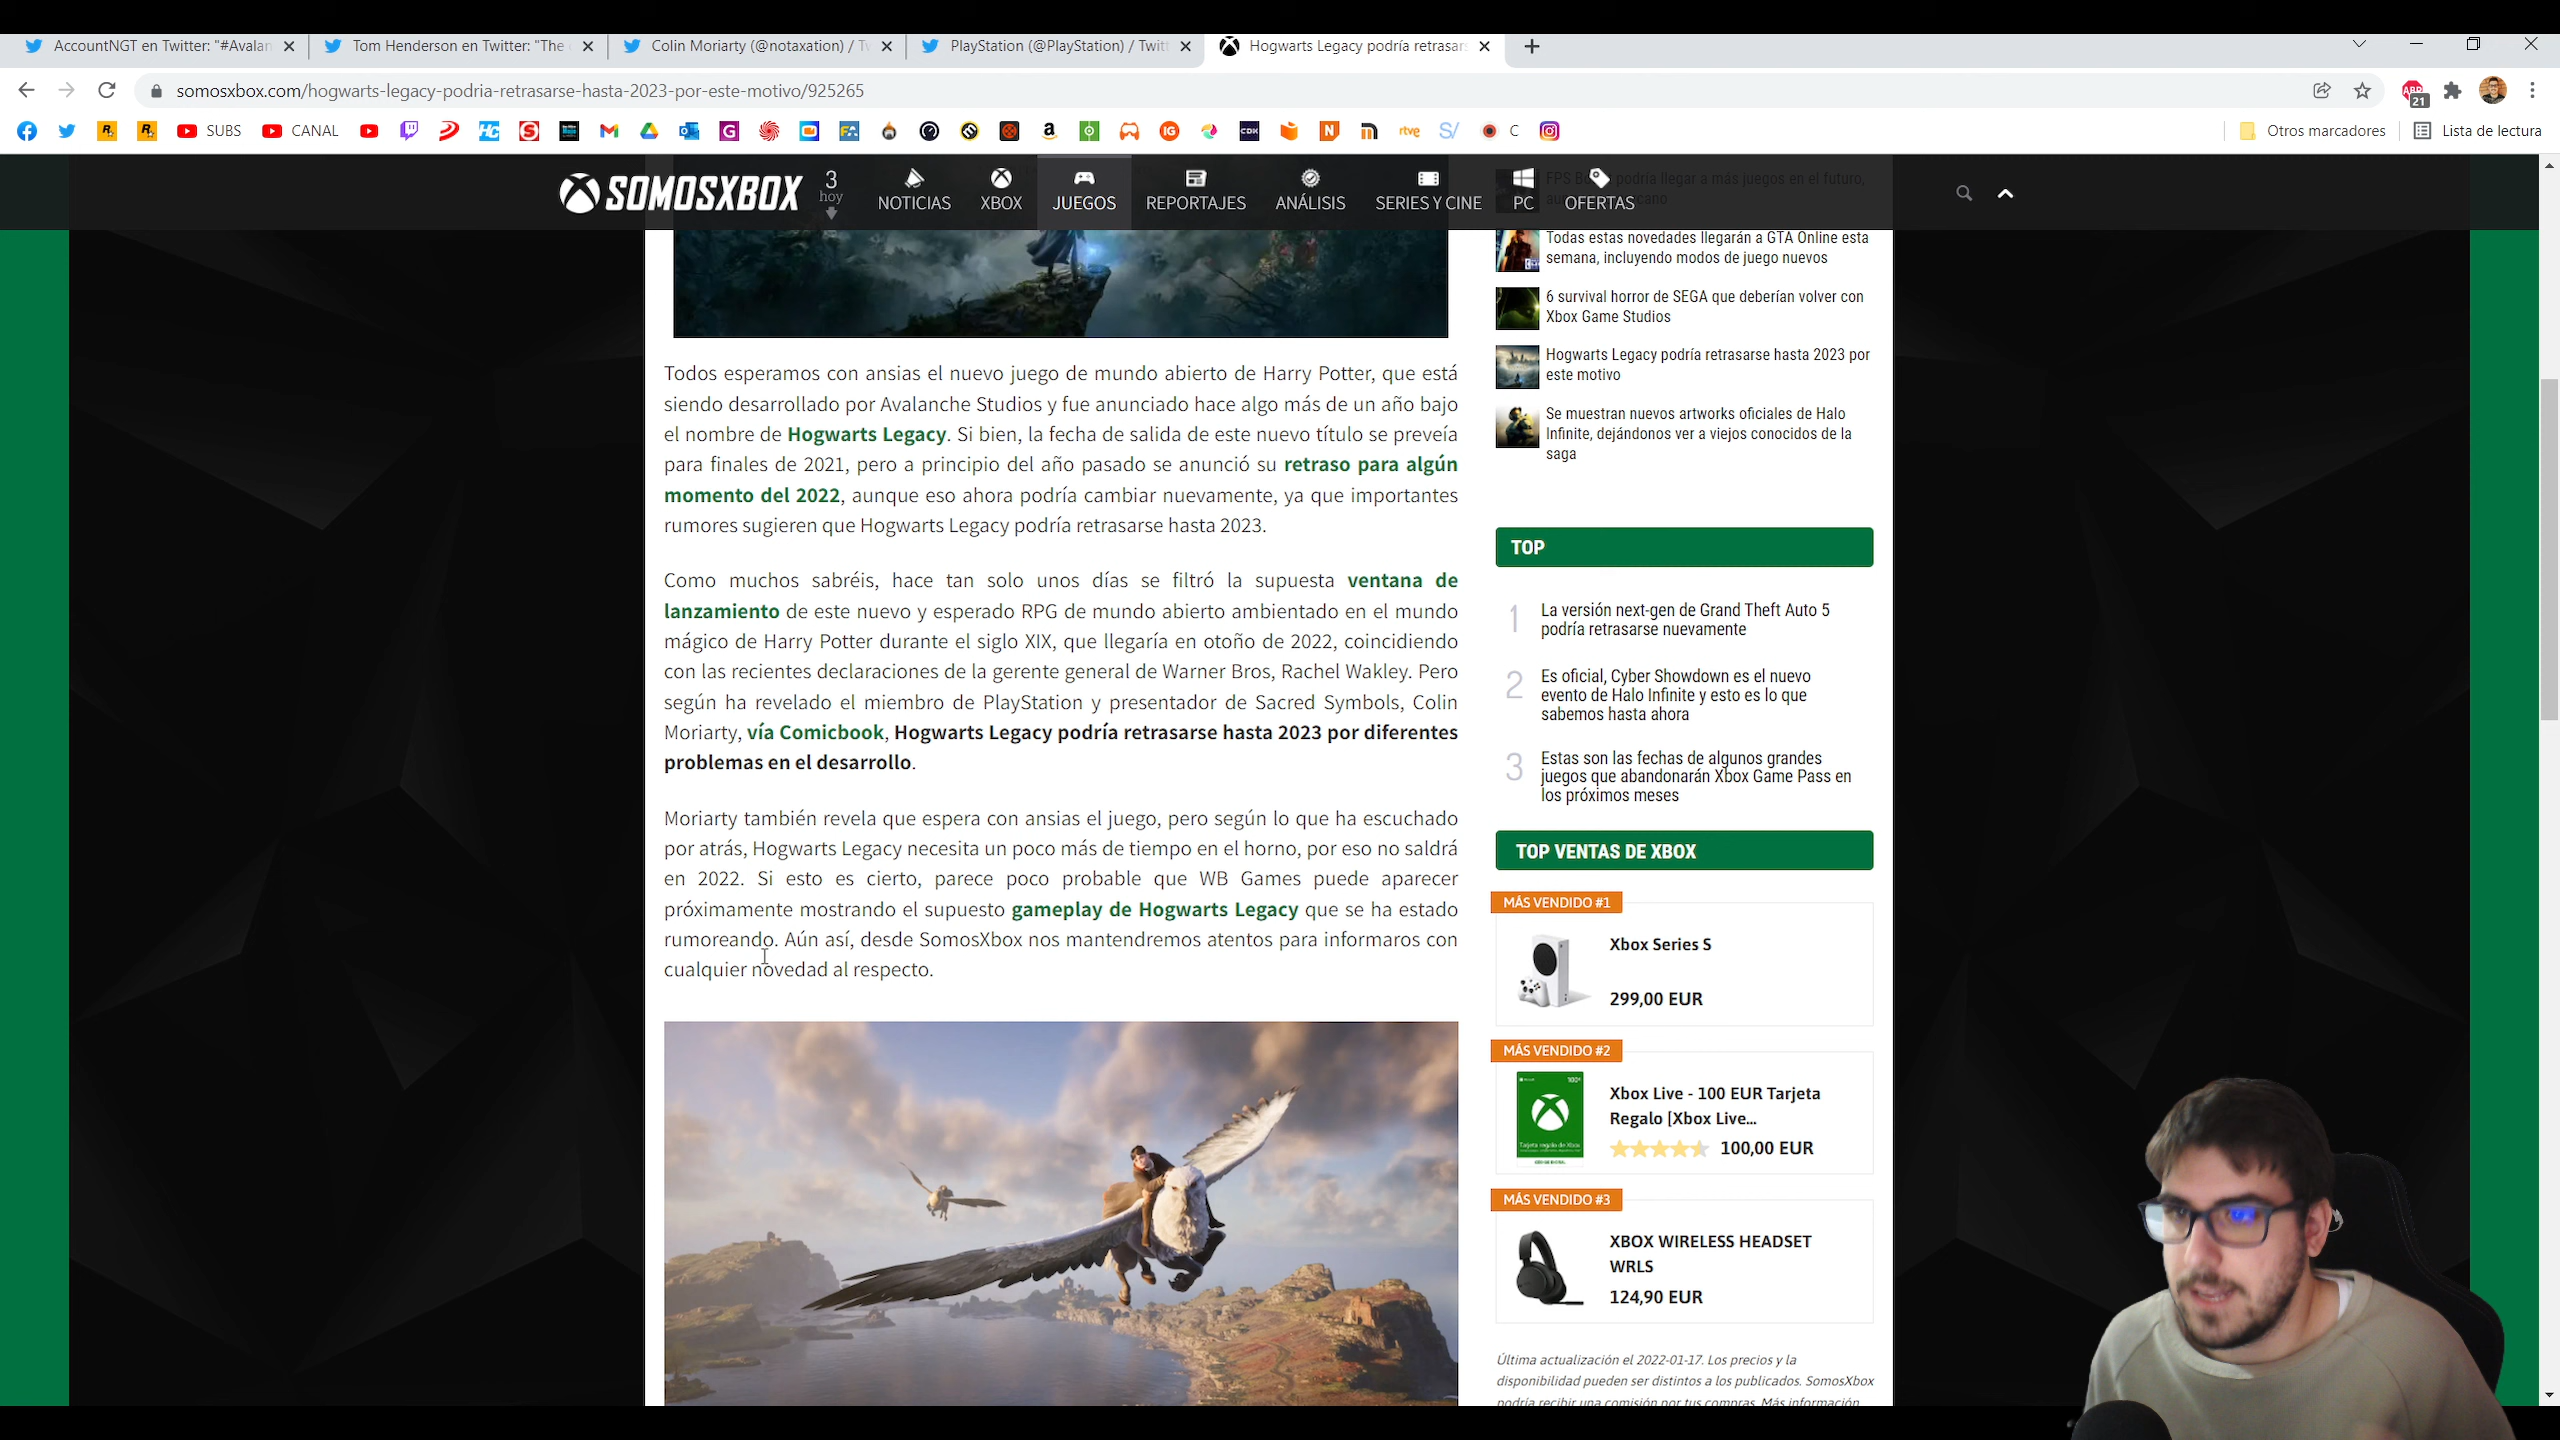 AccountNGT en Twitter: "#Avalan
Tom Henderson en Twitter: "The
Colin Moriarty (@notaxation) / Tw
PlayStation (@PlayStation) / Twitt
Hogwarts Legacy podría retrasars
somosxbox.com/hogwarts-legacy-podria-retrasarse-hasta-2023-por-este-motivo/925265
ABP
21
SUBS
CANAL
C
Otros marcadores
Lista de lectura
SOMOSXBOX
3
hoy
NOTICIAS
XBOX
JUEGOS
REPORTAJES
ANÁLISIS
SERIES Y CINE
PC
OFERTAS
Todos esperamos con ansias el nuevo juego de mundo abierto de Harry Potter, que está
siendo desarrollado por Avalanche Studios y fue anunciado hace algo más de un año bajo
el nombre de Hogwarts Legacy. Si bien, la fecha de salida de este nuevo título se preveía
para finales de 2021, pero a principio del año pasado se anunció su retraso para algún
momento del 2022, aunque eso ahora podría cambiar nuevamente, ya que importantes
rumores sugieren que Hogwarts Legacy podría retrasarse hasta 2023.
Como muchos sabréis, hace tan solo unos días se filtró la supuesta ventana de
lanzamiento de este nuevo y esperado RPG de mundo abierto ambientado en el mundo
mágico de Harry Potter durante el siglo XIX, que llegaría en otoño de 2022, coincidiendo
con las recientes declaraciones de la gerente general de Warner Bros, Rachel Wakley. Pero
según ha revelado el miembro de PlayStation y presentador de Sacred Symbols, Colin
Moriarty, vía Comicbook, Hogwarts Legacy podría retrasarse hasta 2023 por diferentes
problemas en el desarrollo.
Moriarty también revela que espera con ansias el juego, pero según lo que ha escuchado
por atrás, Hogwarts Legacy necesita un poco más de tiempo en el horno, por eso no saldrá
en 2022. Si esto es cierto, parece poco probable que WB Games puede aparecer
próximamente mostrando el supuesto gameplay de Hogwarts Legacy que se ha estado
rumoreando. Aún así, desde SomosXbox nos mantendremos atentos para informaros con
cualquier novedad al respecto.
FPS Boost podría llegar a más juegos en el futuro,
Todas estas novedades llegarán a GTA Online esta
semana, incluyendo modos de juego nuevos
6 survival horror de SEGA que deberían volver con
Xbox Game Studios
Hogwarts Legacy podría retrasarse hasta 2023 por
este motivo
Se muestran nuevos artworks oficiales de Halo
Infinite, dejándonos ver a viejos conocidos de la
saga
TOP
1
La versión next-gen de Grand Theft Auto 5
podría retrasarse nuevamente
2
Es oficial, Cyber Showdown es el nuevo
evento de Halo Infinite y esto es lo que
sabemos hasta ahora
3
Estas son las fechas de algunos grandes
juegos que abandonarán Xbox Game Pass en
los próximos meses
TOP VENTAS DE XBOX
MÁS VENDIDO #1
Xbox Series S
299,00 EUR
MÁS VENDIDO #2
Xbox Live - 100 EUR Tarjeta
Regalo [Xbox Live...
100,00 EUR
MÁS VENDIDO #3
XBOX WIRELESS HEADSET
WRLS
124,90 EUR
Última actualización el 2022-01-17. Los precios y la
disponibilidad pueden ser distintos a los publicados. SomosXbox
podría recibir una comisión por tus compras. Más información